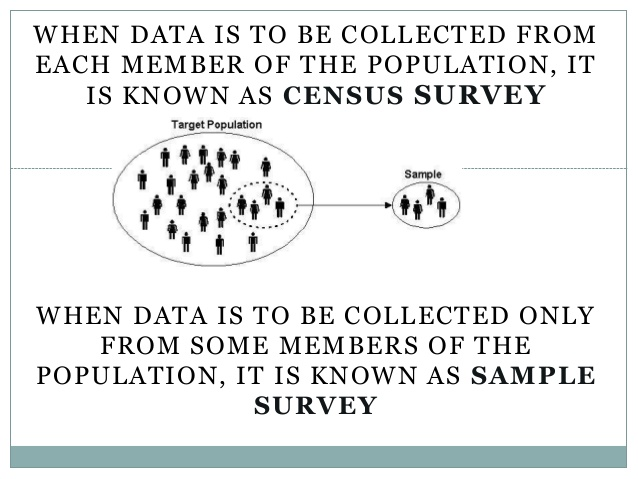 WHEN DATA IS TO BE COLLECTED FROM
EACH MEMBER OF THE POPULATION, IT
IS KNOWN AS CENSUS SURVEY
Target Population
Sample
WHEN DATA IS TO BE COLLECTED ONLY
FROM SOME MEMBERS OF THE
POPULATION, IT IS KNOWN AS SAMPLE
SURVEY